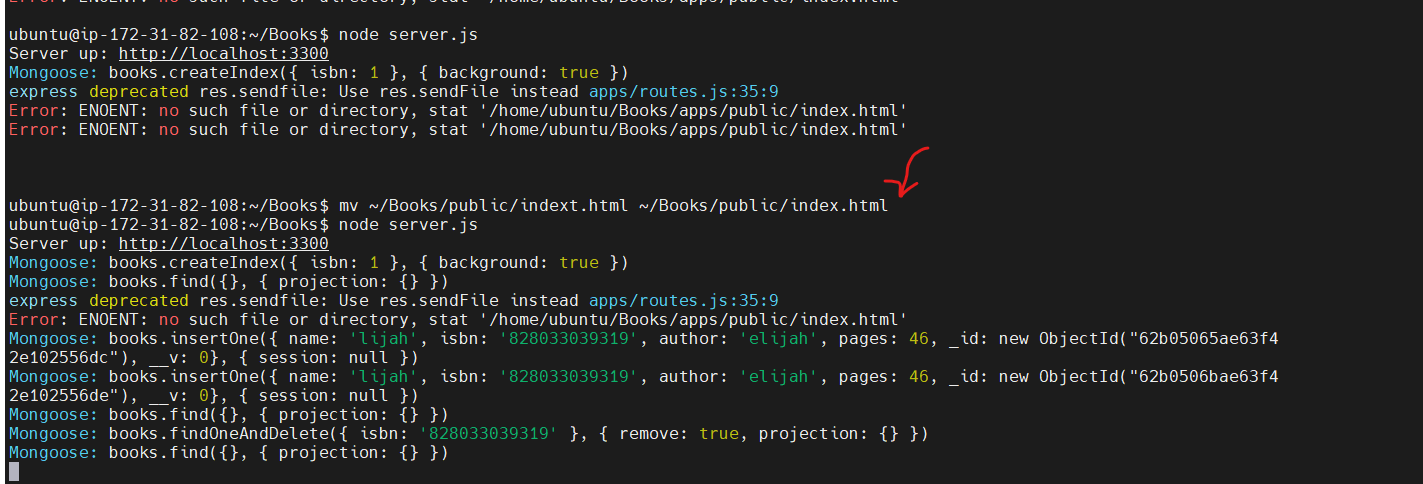 Error: ENOENT: no such file or directory, stat '/home/ubuntu/Books/apps/public/index.html'
ubuntu@ip-172-31-82-108:~/Books$ node server.js
Server up: http://localhost:3300
Mongoose: books.createIndex({ isbn: 1 }, { background: true })
express deprecated res.sendfile: Use res.sendFile instead apps/routes.js:35:9
Error: ENOENT: no such file or directory, stat '/home/ubuntu/Books/apps/public/index.html'
Error: ENOENT: no such file or directory, stat '/home/ubuntu/Books/apps/public/index.html'
ubuntu@ip-172-31-82-108:~/Books$ mv ~/Books/public/indext.html ~/Books/public/index.html
ubuntu@ip-172-31-82-108:~/Books$ node server.js
Server up: http://localhost:3300
Mongoose: books.createIndex({ isbn: 1 }, { background: true })
Mongoose: books.find({}, { projection: {} })
express deprecated res.sendfile: Use res.sendFile instead apps/routes.js:35:9
Error: ENOENT: no such file or directory, stat '/home/ubuntu/Books/apps/public/index.html'
Mongoose: books.insertOne({ name: 'lijah', isbn: '828033039319', author: 'elijah', pages: 46, _id: new ObjectId("62b05065ae63f4
2e102556dc"), __v: 0}, { session: null })
Mongoose: books.insertOne({ name: 'lijah', isbn: '828033039319', author: 'elijah', pages: 46, _id: new ObjectId("62b0506bae63f4
2e102556de"), __v: 0}, { session: null })
Mongoose: books.find({}, { projection: {} })
Mongoose: books.findOneAndDelete({ isbn: '828033039319' }, { remove: true, projection: {} })
Mongoose: books.find({}, { projection: {} })